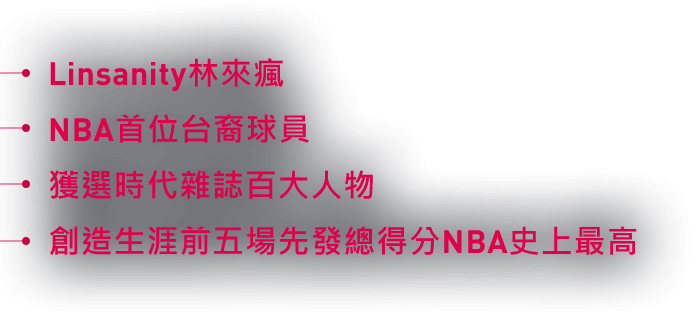 Linsanity林來瘋
NBA首位台裔球員
獲選時代雜誌百大人物
創造生涯前五場先發總得分NBA史上最高